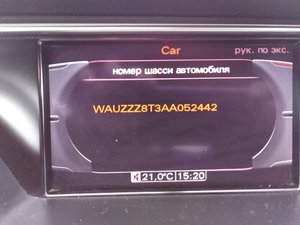 Car
рук. по экс.
номер шасси автомобиля
WAUZZZ8T3AA052442
21,0°C 15:20